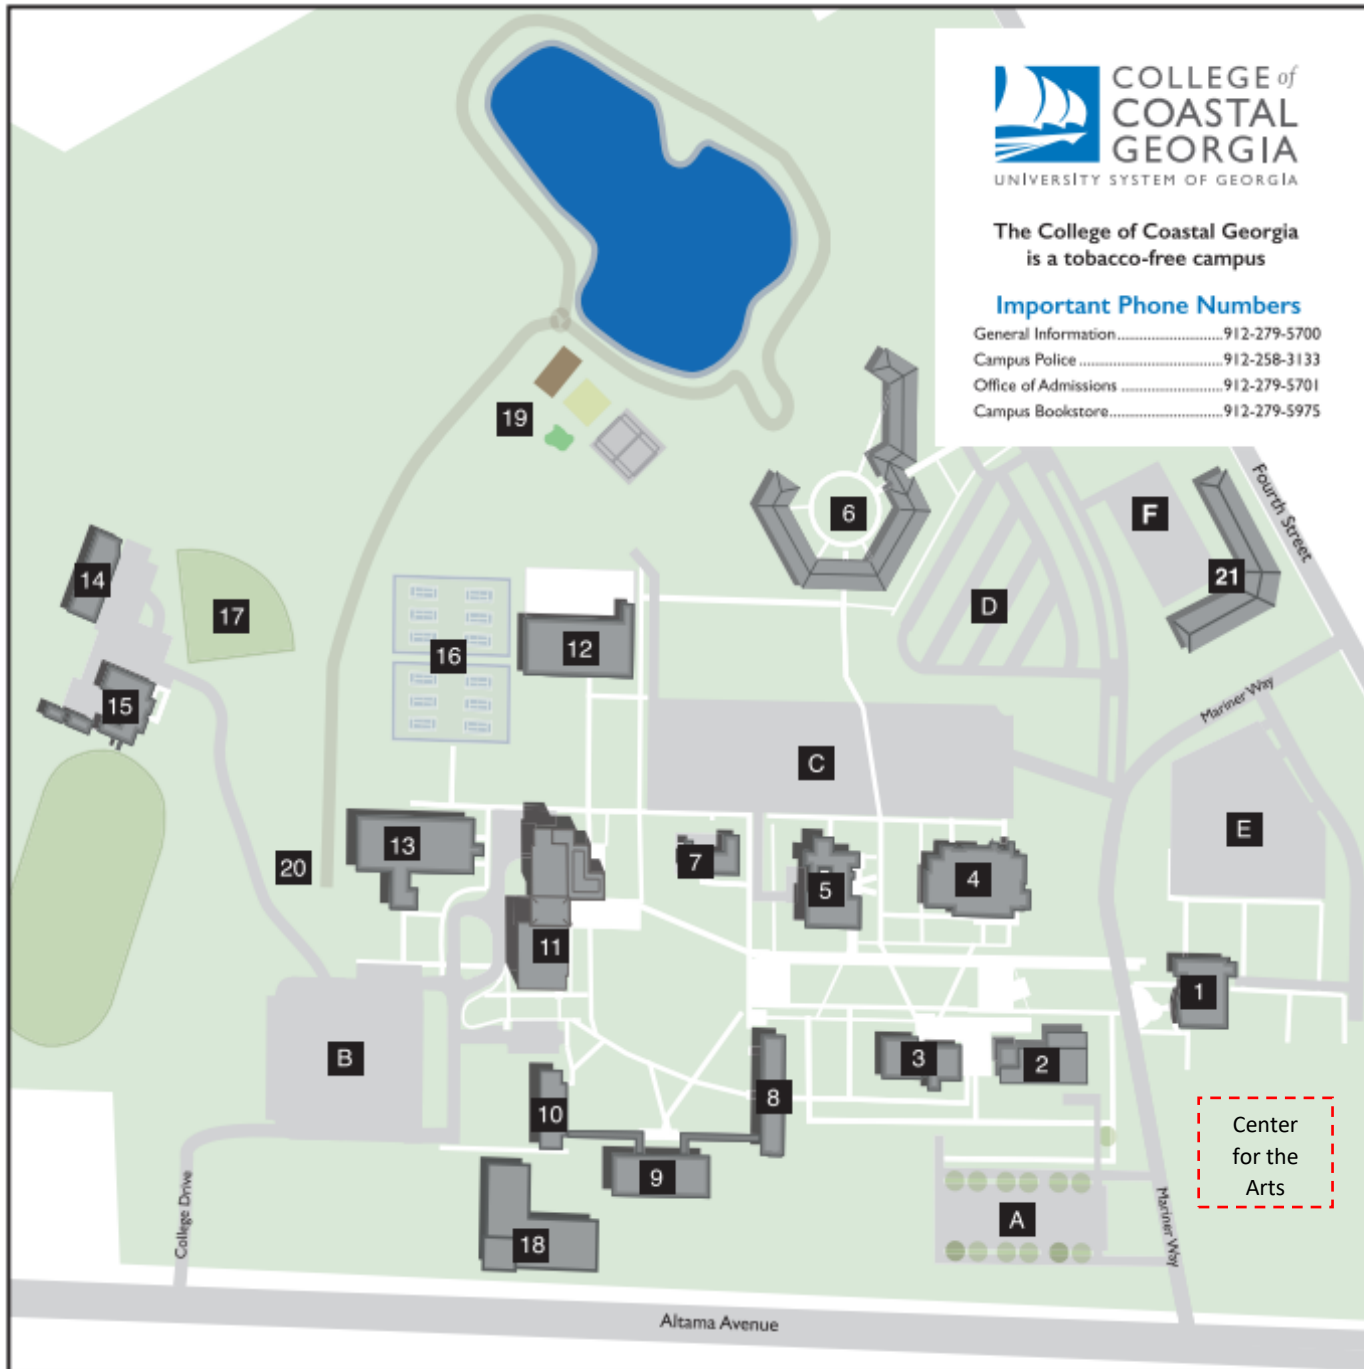 COLLEGE of
COASTAL
GEORGIA
UNIVERSITY SYSTEM OF GEORGIA
The College of Coastal Georgia
is a tobacco-free campus
Important Phone Numbers
General Information..........................912-279-5700
Campus Police ...................................912-258-3133
Office of Admissions .........................912-279-5701
Campus Bookstore............................912-279-5975
19
6
F
Fourth Street
21
14
17
D
12
16
15
Mariner Way
C
E
13
7
20
5
4
11
1
B
3
2
10
8
Center
for the
Arts
9
College Drive
A
Mariner Way
18
Altama Avenue